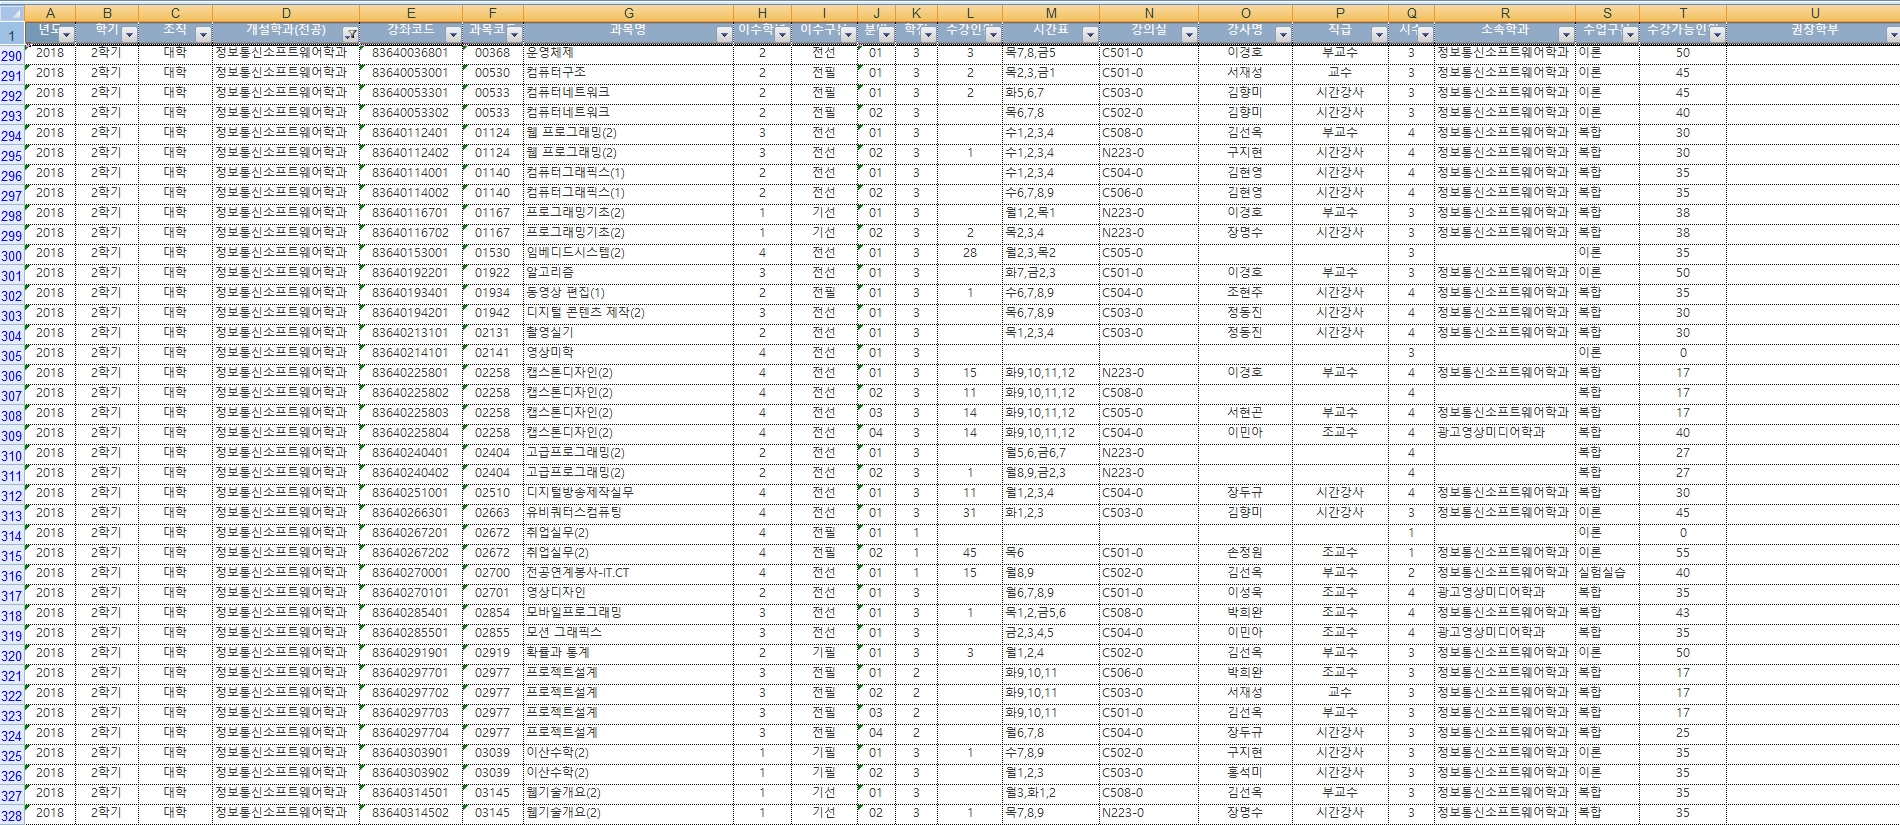 A B C D E F G H I J K L M N O P Q R S T U
1 년도 학기 조직 개설학과(전공) 강좌코드 과목코드 과목명 이수학년 이수구분 분반 학점 수강인원 시간표 강의실 강사명 직급 시수 소속학과 수업구분 수강가능인원 권장학부
290 2018 2학기 대학 정보통신소프트웨어학과 83640036801 00368 운영체제 2 전선 01 3 3 목7,8,금5 C501-0 이경호 부교수 3 정보통신소프트웨어학과 이론 50
291 2018 2학기 대학 정보통신소프트웨어학과 83640053001 00530 컴퓨터구조 2 전필 01 3 2 목2,3,금1 C501-0 서재성 교수 3 정보통신소프트웨어학과 이론 45
292 2018 2학기 대학 정보통신소프트웨어학과 83640053301 00533 컴퓨터네트워크 2 전필 01 3 2 화5,6,7 C503-0 김향미 시간강사 3 정보통신소프트웨어학과 이론 45
293 2018 2학기 대학 정보통신소프트웨어학과 83640053302 00533 컴퓨터네트워크 2 전필 02 3 목6,7,8 C502-0 김향미 시간강사 3 정보통신소프트웨어학과 이론 40
294 2018 2학기 대학 정보통신소프트웨어학과 83640112401 01124 웹 프로그래밍(2) 3 전선 01 3 수1,2,3,4 C508-0 김선옥 부교수 4 정보통신소프트웨어학과 복합 30
295 2018 2학기 대학 정보통신소프트웨어학과 83640112402 01124 웹 프로그래밍(2) 3 전선 02 3 1 수1,2,3,4 N223-0 구지현 시간강사 4 정보통신소프트웨어학과 복합 30
296 2018 2학기 대학 정보통신소프트웨어학과 83640114001 01140 컴퓨터그래픽스(1) 2 전선 01 3 수1,2,3,4 C504-0 김현영 시간강사 4 정보통신소프트웨어학과 복합 35
297 2018 2학기 대학 정보통신소프트웨어학과 83640114002 01140 컴퓨터그래픽스(1) 2 전선 02 3 수6,7,8,9 C506-0 김현영 시간강사 4 정보통신소프트웨어학과 복합 35
298 2018 2학기 대학 정보통신소프트웨어학과 83640116701 01167 프로그래밍기초(2) 1 기선 01 3 월1,2,목1 N223-0 이경호 부교수 3 정보통신소프트웨어학과 복합 38
299 2018 2학기 대학 정보통신소프트웨어학과 83640116702 01167 프로그래밍기초(2) 1 기선 02 3 2 목2,3,4 N223-0 장명수 시간강사 3 정보통신소프트웨어학과 복합 38
300 2018 2학기 대학 정보통신소프트웨어학과 83640153001 01530 임베디드시스템(2) 4 전선 01 3 28 월2,3,목2 C505-0 3 이론 35
301 2018 2학기 대학 정보통신소프트웨어학과 83640192201 01922 알고리즘 3 전선 01 3 화7,금2,3 C501-0 이경호 부교수 3 정보통신소프트웨어학과 이론 50
302 2018 2학기 대학 정보통신소프트웨어학과 83640193401 01934 동영상 편집(1) 2 전필 01 3 1 수6,7,8,9 C504-0 조현주 시간강사 4 정보통신소프트웨어학과 복합 35
303 2018 2학기 대학 정보통신소프트웨어학과 83640194201 01942 디지털 콘텐츠 제작(2) 3 전선 01 3 목6,7,8,9 C503-0 정동진 시간강사 4 정보통신소프트웨어학과 복합 30
304 2018 2학기 대학 정보통신소프트웨어학과 83640213101 02131 촬영실기 2 전선 01 3 목1,2,3,4 C503-0 정동진 시간강사 4 정보통신소프트웨어학과 복합 30
305 2018 2학기 대학 정보통신소프트웨어학과 83640214101 02141 영상미학 4 전선 01 3 3 이론 0
306 2018 2학기 대학 정보통신소프트웨어학과 83640225801 02258 캡스톤디자인(2) 4 전선 01 3 15 화9,10,11,12 N223-0 이경호 부교수 4 정보통신소프트웨어학과 복합 17
307 2018 2학기 대학 정보통신소프트웨어학과 83640225802 02258 캡스톤디자인(2) 4 전선 02 3 11 화9,10,11,12 C508-0 4 복합 17
308 2018 2학기 대학 정보통신소프트웨어학과 83640225803 02258 캡스톤디자인(2) 4 전선 03 3 14 화9,10,11,12 C505-0 서현곤 부교수 4 정보통신소프트웨어학과 복합 17
309 2018 2학기 대학 정보통신소프트웨어학과 83640225804 02258 캡스톤디자인(2) 4 전선 04 3 14 화9,10,11,12 C504-0 이민아 조교수 4 광고영상미디어학과 복합 40
310 2018 2학기 대학 정보통신소프트웨어학과 83640240401 02404 고급프로그래밍(2) 2 전선 01 3 월5,6,금6,7 N223-0 4 복합 27
311 2018 2학기 대학 정보통신소프트웨어학과 83640240402 02404 고급프로그래밍(2) 2 전선 02 3 1 월8,9,금2,3 N223-0 4 복합 27
312 2018 2학기 대학 정보통신소프트웨어학과 83640251001 02510 디지털방송제작실무 4 전선 01 3 11 월1,2,3,4 C504-0 장두규 시간강사 4 정보통신소프트웨어학과 복합 30
313 2018 2학기 대학 정보통신소프트웨어학과 83640266301 02663 유비쿼터스컴퓨팅 4 전선 01 3 31 화1,2,3 C503-0 김향미 시간강사 3 정보통신소프트웨어학과 이론 45
314 2018 2학기 대학 정보통신소프트웨어학과 83640267201 02672 취업실무(2) 4 전필 01 1 1 이론 0
315 2018 2학기 대학 정보통신소프트웨어학과 83640267202 02672 취업실무(2) 4 전필 02 1 45 목6 C501-0 손정원 조교수 1 정보통신소프트웨어학과 이론 55
316 2018 2학기 대학 정보통신소프트웨어학과 83640270001 02700 전공연계봉사-IT.CT 4 전선 01 1 15 월8,9 C502-0 김선옥 부교수 2 정보통신소프트웨어학과 실험실습 40
317 2018 2학기 대학 정보통신소프트웨어학과 83640270101 02701 영상디자인 2 전선 01 3 월6,7,8,9 C501-0 이성욱 조교수 4 광고영상미디어학과 복합 35
318 2018 2학기 대학 정보통신소프트웨어학과 83640285401 02854 모바일프로그래밍 3 전선 01 3 1 목1,2,금5,6 C508-0 박희완 조교수 4 정보통신소프트웨어학과 복합 43
319 2018 2학기 대학 정보통신소프트웨어학과 83640285501 02855 모션 그래픽스 3 전선 01 3 금2,3,4,5 C504-0 이민아 조교수 4 광고영상미디어학과 복합 35
320 2018 2학기 대학 정보통신소프트웨어학과 83640291901 02919 확률과 통계 2 기필 01 3 3 월1,2,4 C502-0 김선옥 부교수 3 정보통신소프트웨어학과 이론 50
321 2018 2학기 대학 정보통신소프트웨어학과 83640297701 02977 프로젝트설계 3 전필 01 2 화9,10,11 C506-0 박희완 조교수 3 정보통신소프트웨어학과 복합 17
322 2018 2학기 대학 정보통신소프트웨어학과 83640297702 02977 프로젝트설계 3 전필 02 2 화9,10,11 C503-0 서재성 교수 3 정보통신소프트웨어학과 복합 17
323 2018 2학기 대학 정보통신소프트웨어학과 83640297703 02977 프로젝트설계 3 전필 03 2 화9,10,11 C501-0 김선옥 부교수 3 정보통신소프트웨어학과 복합 17
324 2018 2학기 대학 정보통신소프트웨어학과 83640297704 02977 프로젝트설계 3 전필 04 2 월6,7,8 C504-0 장두규 시간강사 3 정보통신소프트웨어학과 복합 25
325 2018 2학기 대학 정보통신소프트웨어학과 83640303901 03039 이산수학(2) 1 기필 01 3 1 수7,8,9 C502-0 구지현 시간강사 3 정보통신소프트웨어학과 이론 35
326 2018 2학기 대학 정보통신소프트웨어학과 83640303902 03039 이산수학(2) 1 기필 02 3 월1,2,3 C503-0 홍석미 시간강사 3 정보통신소프트웨어학과 이론 35
327 2018 2학기 대학 정보통신소프트웨어학과 83640314501 03145 웹기술개요(2) 1 기선 01 3 월3,화1,2 C508-0 김선옥 부교수 3 정보통신소프트웨어학과 복합 35
328 2018 2학기 대학 정보통신소프트웨어학과 83640314502 03145 웹기술개요(2) 1 기선 02 3 1 목7,8,9 N223-0 장명수 시간강사 3 정보통신소프트웨어학과 복합 35